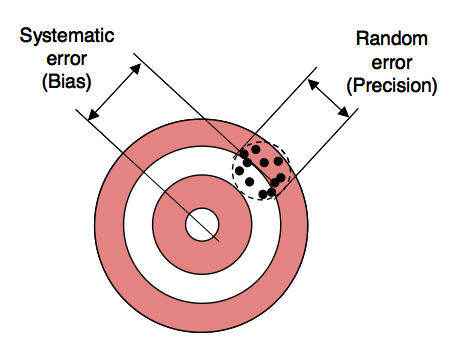 Systematic
error
(Bias)
Random
error
(Precision)